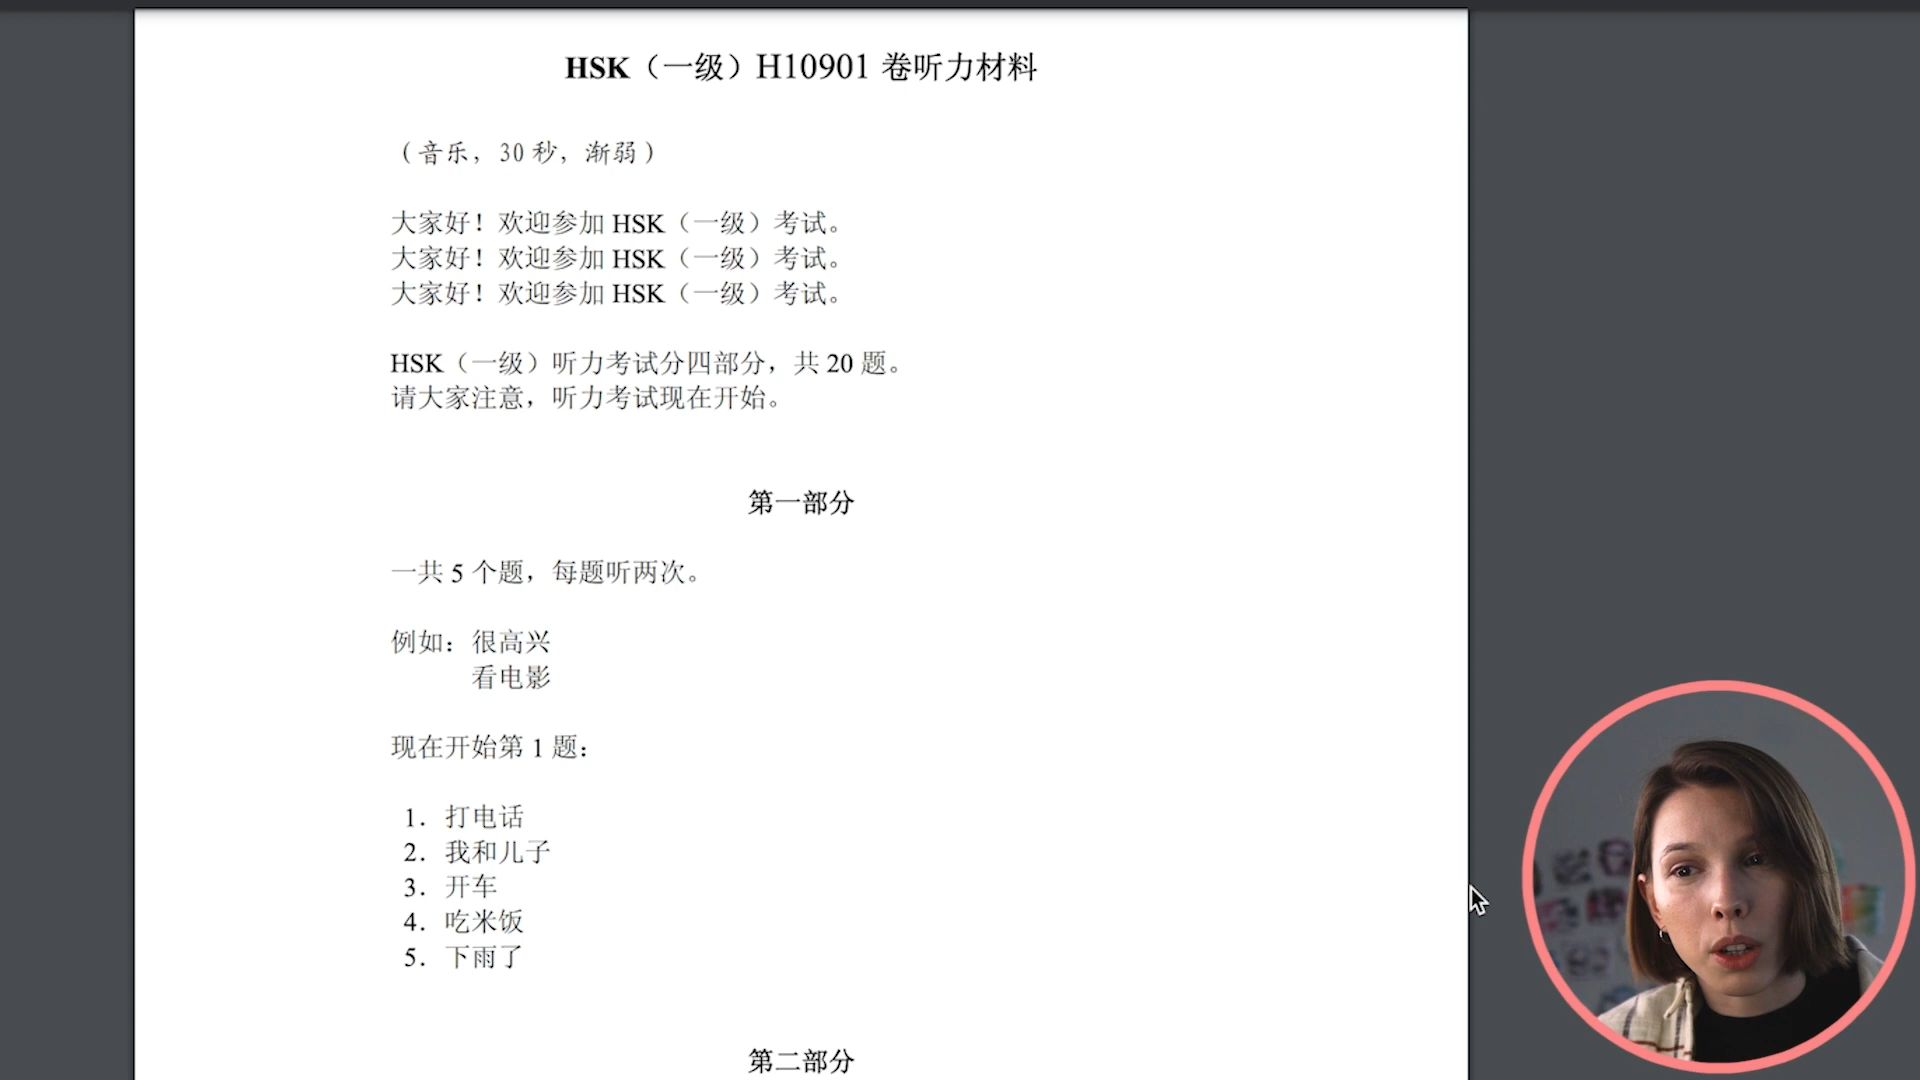 HSK（一级）H10901 卷听力材料
（音乐，30 秒，渐弱）
大家好！欢迎参加 HSK（一级）考试。
大家好！欢迎参加 HSK（一级）考试。
大家好！欢迎参加 HSK（一级）考试。
HSK（一级）听力考试分四部分，共 20 题。
请大家注意，听力考试现在开始。
第一部分
一共 5 个题，每题听两次。
例如：很高兴
看电影
现在开始第 1 题：
1．打电话
2．我和儿子
3．开车
4．吃米饭
5．下雨了
第二部分